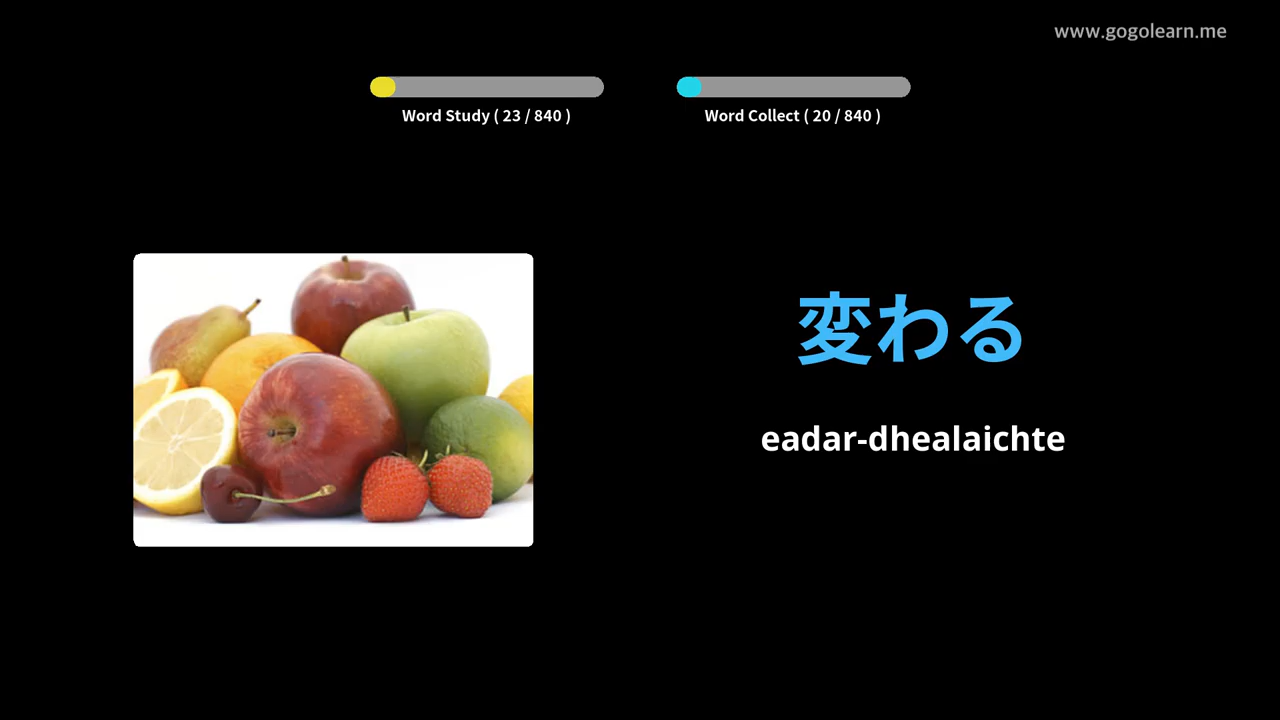 www.gogolearn.me
Word Study ( 23 / 840 )
Word Collect ( 20 / 840 )
変わる
eadar-dhealaichte